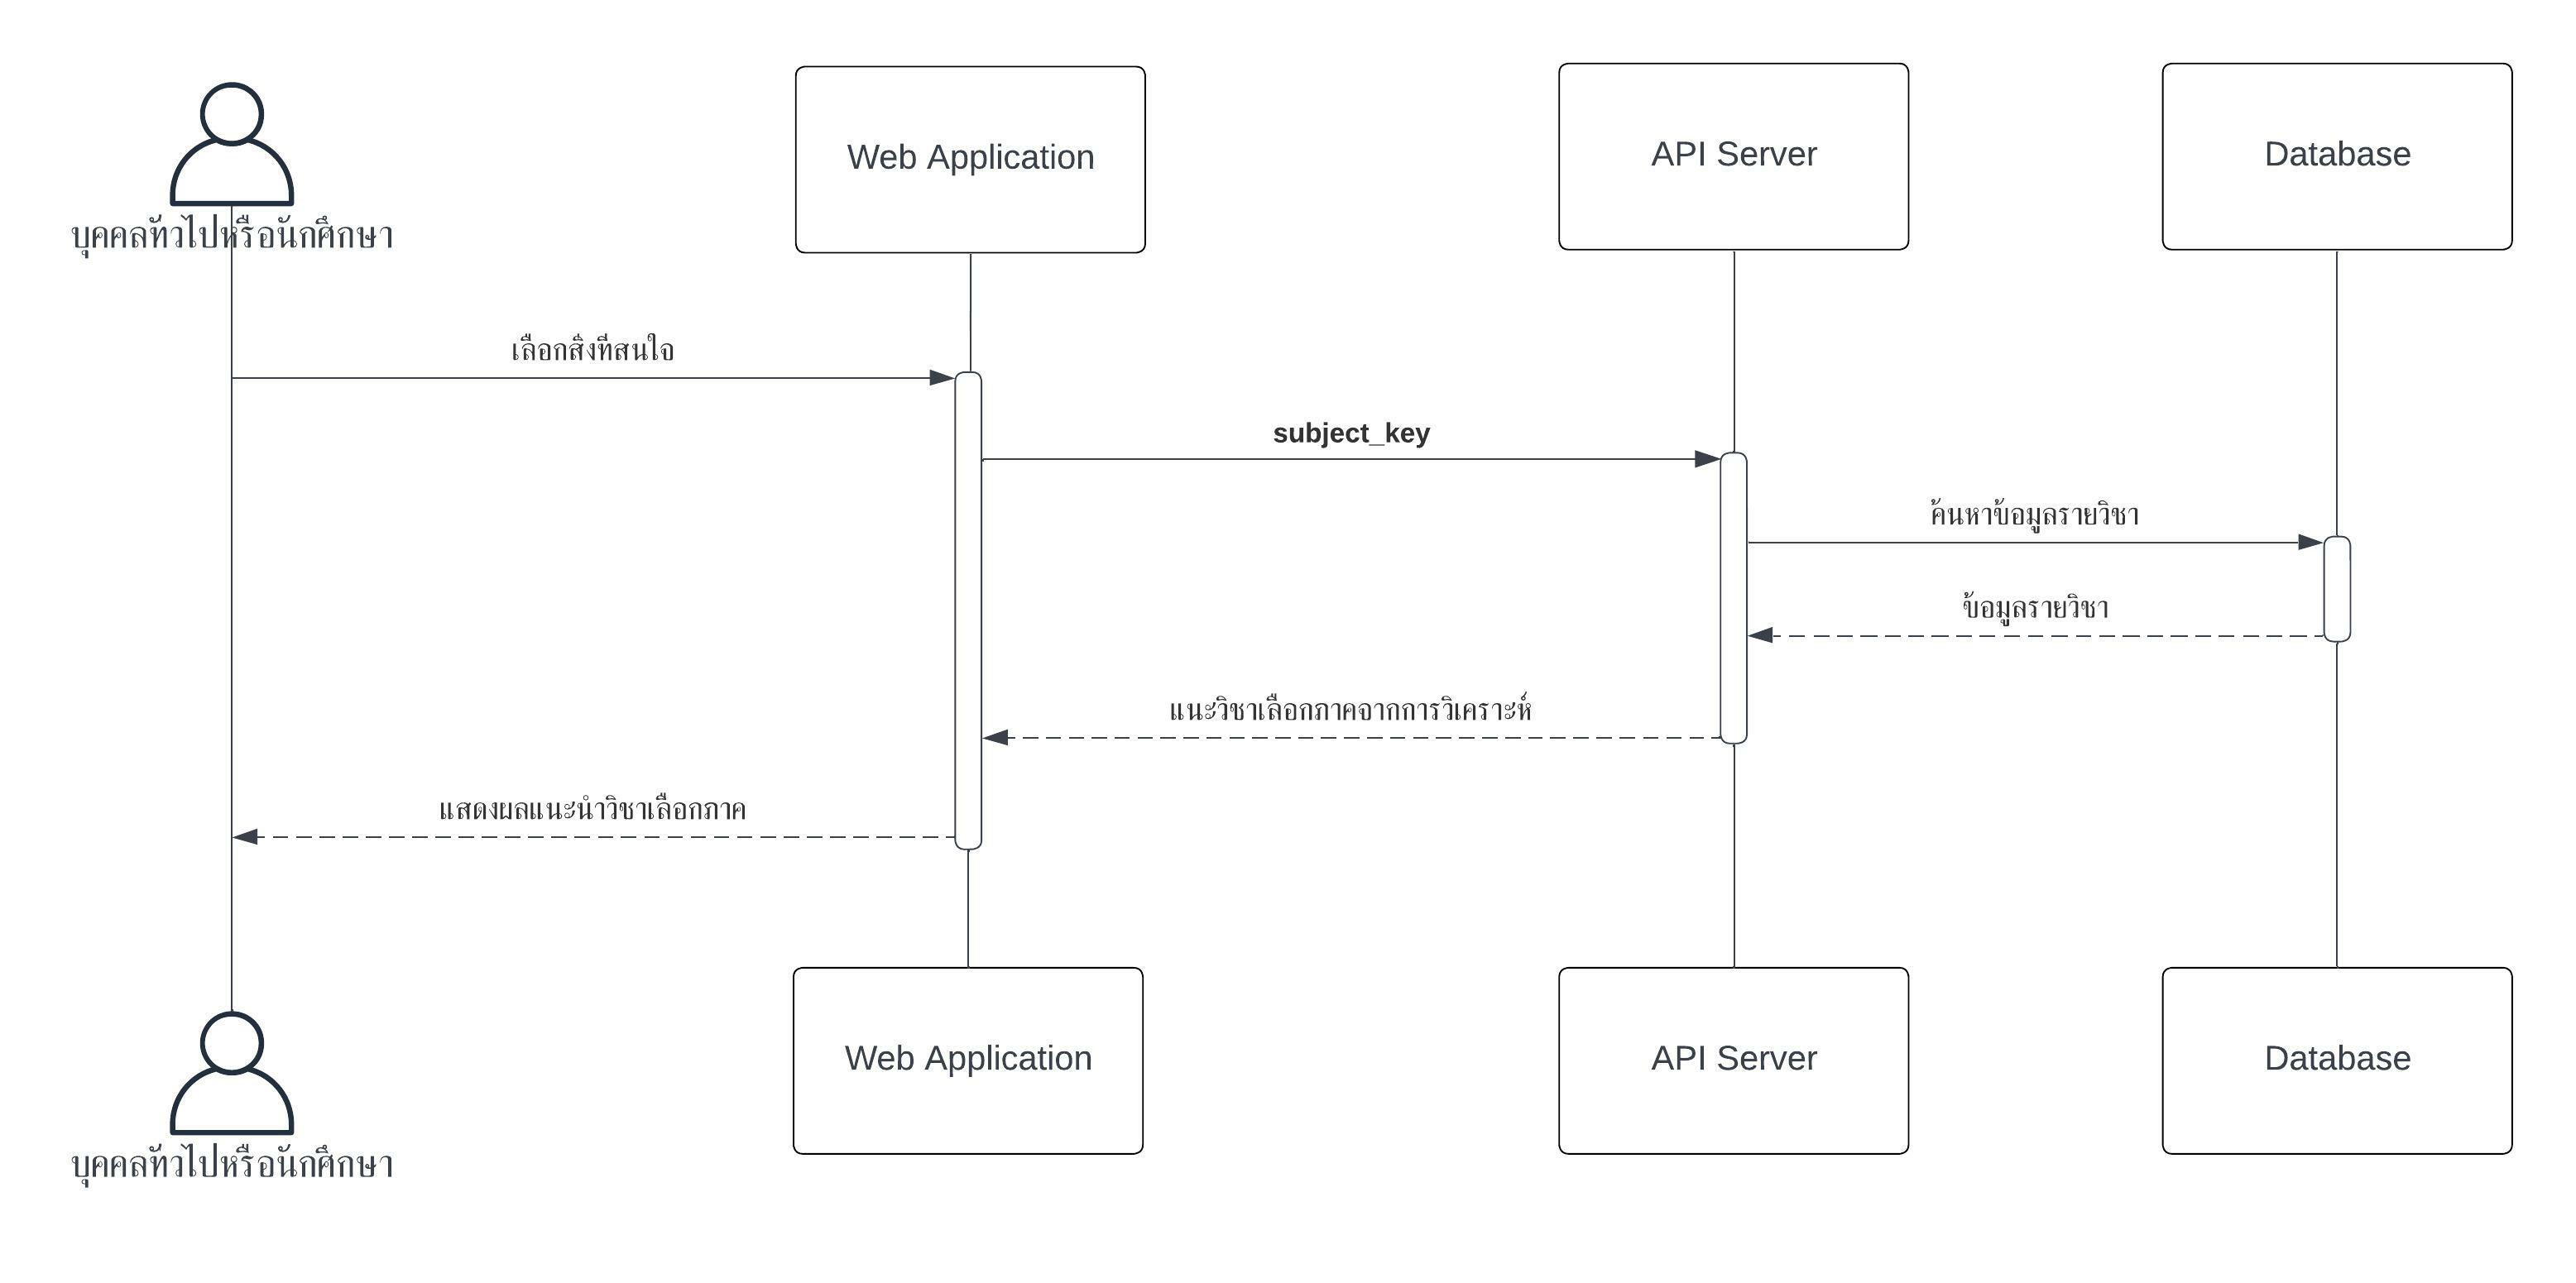 Web Application
API Server
Database
บุคคลทั่วไปหรือนักศึกษา
เลือกสิ่งที่สนใจ
subject_key
ค้นหาข้อมูลรายวิชา
ข้อมูลรายวิชา
แนะวิชาเลือกภาคจากการวิเคราะห์
แสดงผลแนะนำวิชาเลือกภาค
Web Application
API Server
Database
บุคคลทั่วไปหรือนักศึกษา